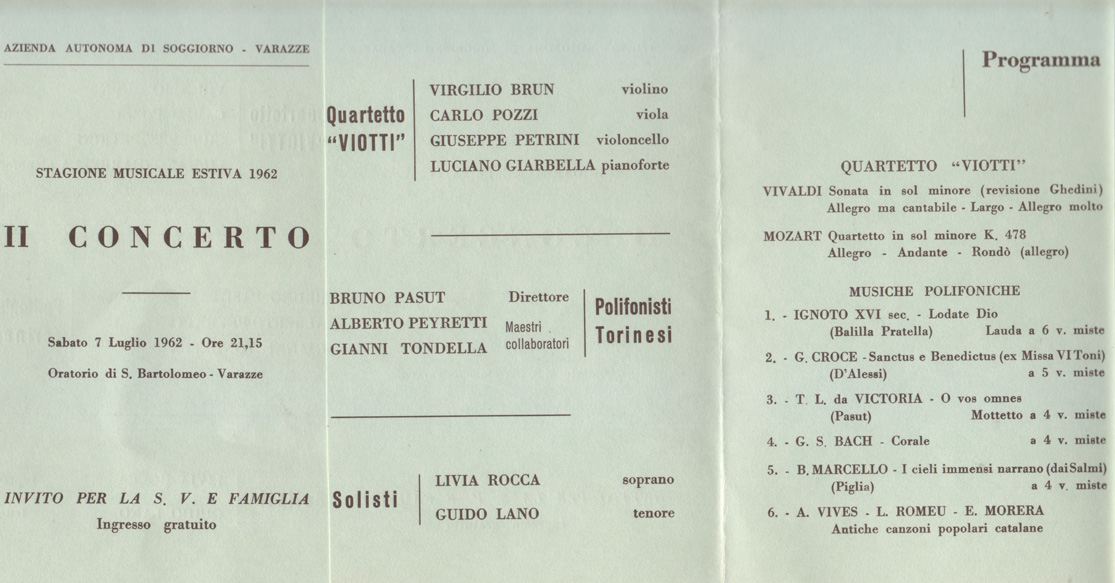 AZIENDA AUTONOMA DI SOGGIORNO - VARAZZE
STAGIONE MUSICALE ESTIVA 1962
II CONCERTO
Sabato 7 Luglio 1962 - Ore 21,15
Oratorio di S. Bartolomeo - Varazze
INVITO PER LA S. V. E FAMIGLIA
Ingresso gratuito
Quartetto
“VIOTTI”
VIRGILIO BRUN violino
CARLO POZZI viola
GIUSEPPE PETRINI violoncello
LUCIANO GIARBELLA pianoforte
BRUNO PASUT Direttore
ALBERTO PEYRETTI Maestri
GIANNI TONDELLA collaboratori
Polifonisti
Torinesi
Solisti
LIVIA ROCCA soprano
GUIDO LANO tenore
Programma
QUARTETTO “VIOTTI”
VIVALDI Sonata in sol minore (revisione Ghedini)
Allegro ma cantabile - Largo - Allegro molto
MOZART Quartetto in sol minore K. 478
Allegro - Andante - Rondò (allegro)
MUSICHE POLIFONICHE
1. - IGNOTO XVI sec. - Lodate Dio
(Balilla Pratella) Lauda a 6 v. miste
2. - G. CROCE - Sanctus e Benedictus (ex Missa VI Toni)
(D'Alessi) a 5 v. miste
3. - T. L. da VICTORIA - O vos omnes
(Pasut) Mottetto a 4 v. miste
4. - G. S. BACH - Corale a 4 v. miste
5. - B. MARCELLO - I cieli immensi narrano (dai Salmi)
(Piglia) a 4 v. miste
6. - A. VIVES - L. ROMEU - E. MORERA
Antiche canzoni popolari catalane